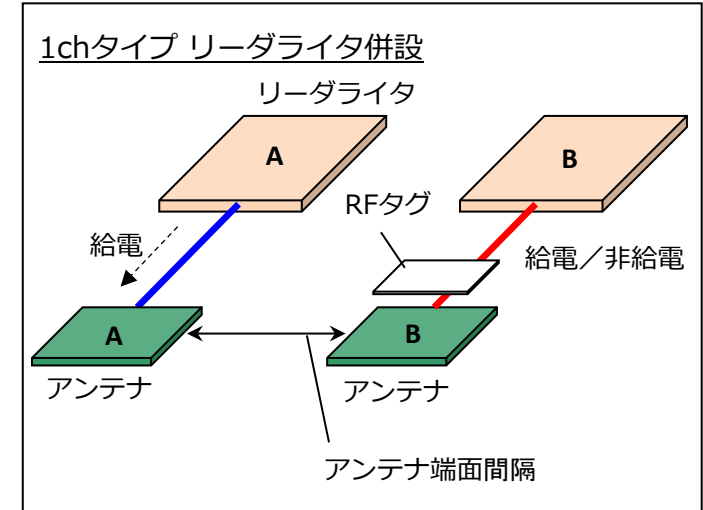 1chタイプ リーダライタ併設
リーダライタ
A
B
RFタグ
給電
給電／非給電
A
B
アンテナ
アンテナ
アンテナ端面間隔